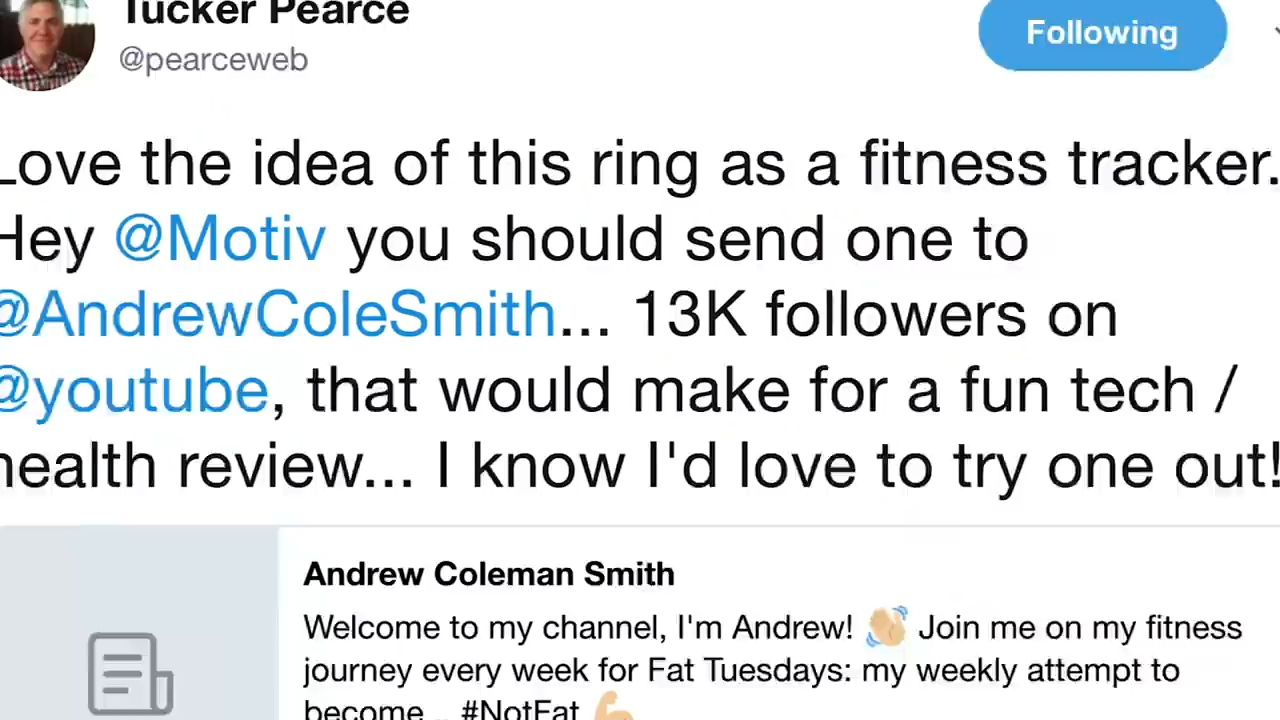 Tucker Pearce
@pearceweb
Following
Love the idea of this ring as a fitness tracker.
Hey @Motiv you should send one to
@AndrewColeSmith... 13K followers on
@youtube, that would make for a fun tech /
health review... I know I'd love to try one out!
Andrew Coleman Smith
Welcome to my channel, I'm Andrew! 👋🏼 Join me on my fitness
journey every week for Fat Tuesdays: my weekly attempt to
become... #NotFat 💪🏼